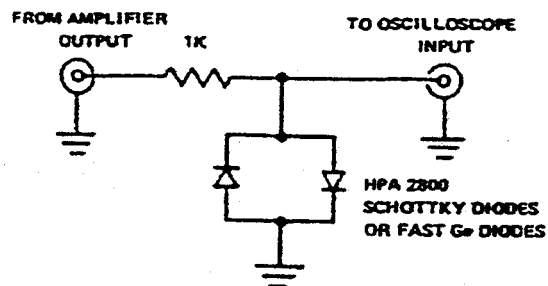 FROM AMPLIFIER
OUTPUT
1K
TO OSCILLOSCOPE
INPUT
HPA 2800
SCHOTTKY DIODES
OR FAST Ge DIODES